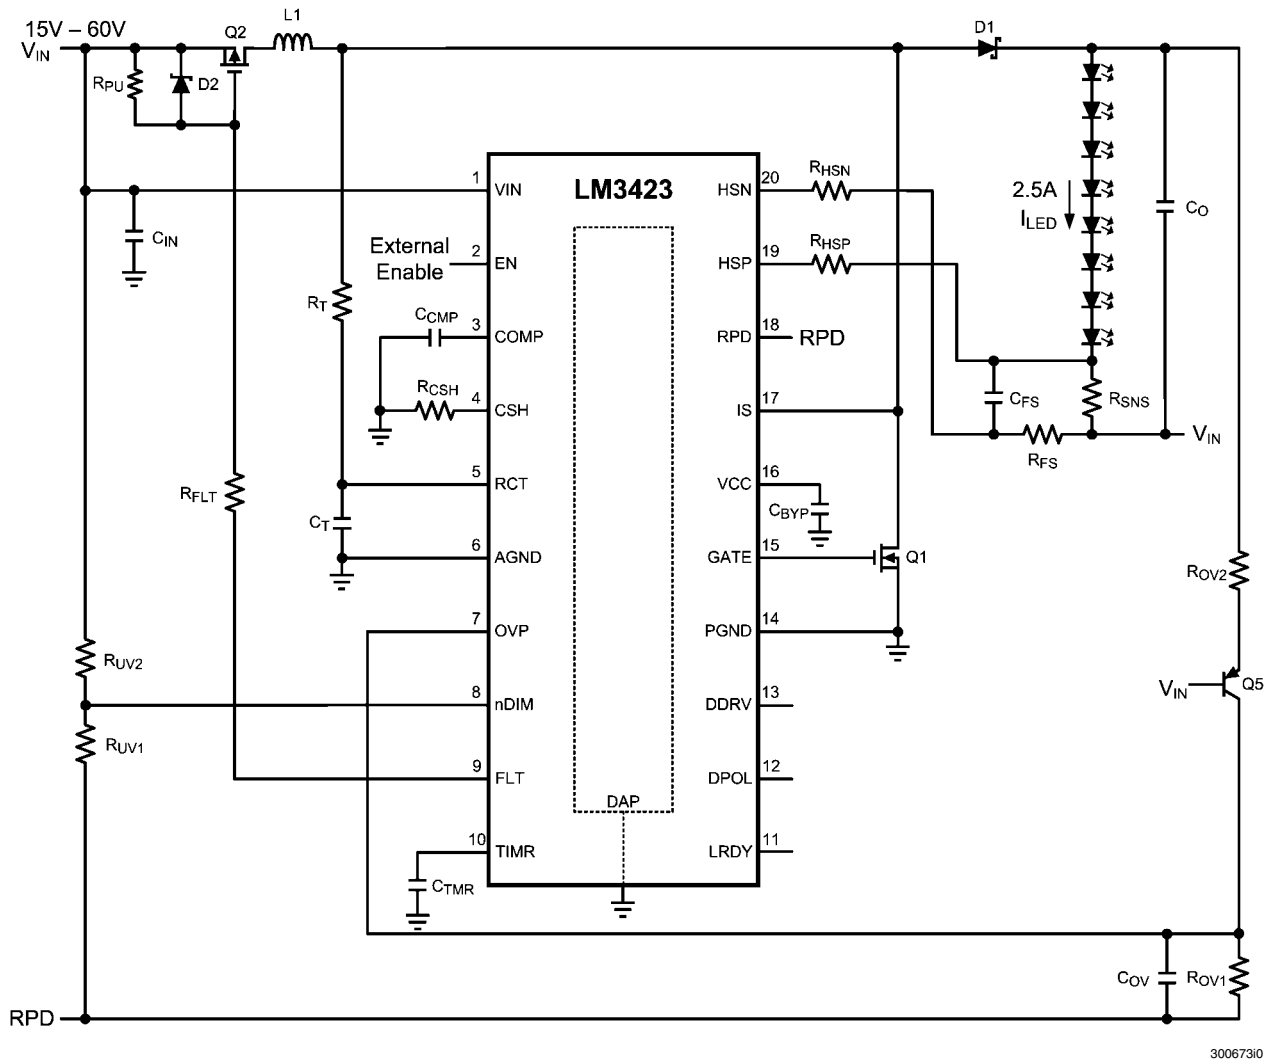 15V – 60V
VIN
Q2
L1
D1
RPU
D2
LM3423
1
VIN
HSN
20
RHSN
2.5A
ILED
CO
CIN
External
Enable
2
EN
HSP
19
RHSP
RT
CCMP
3
COMP
RPD
18
RPD
RCSH
4
CSH
IS
17
CFS
RSNS
VIN
RFS
RFLT
5
RCT
VCC
16
CBYP
CT
6
AGND
GATE
15
Q1
ROV2
7
OVP
PGND
14
RUV2
VIN
Q5
8
nDIM
DDRV
13
RUV1
9
FLT
DPOL
12
DAP
10
TIMR
LRDY
11
CTMR
COV
ROV1
RPD
300673i0